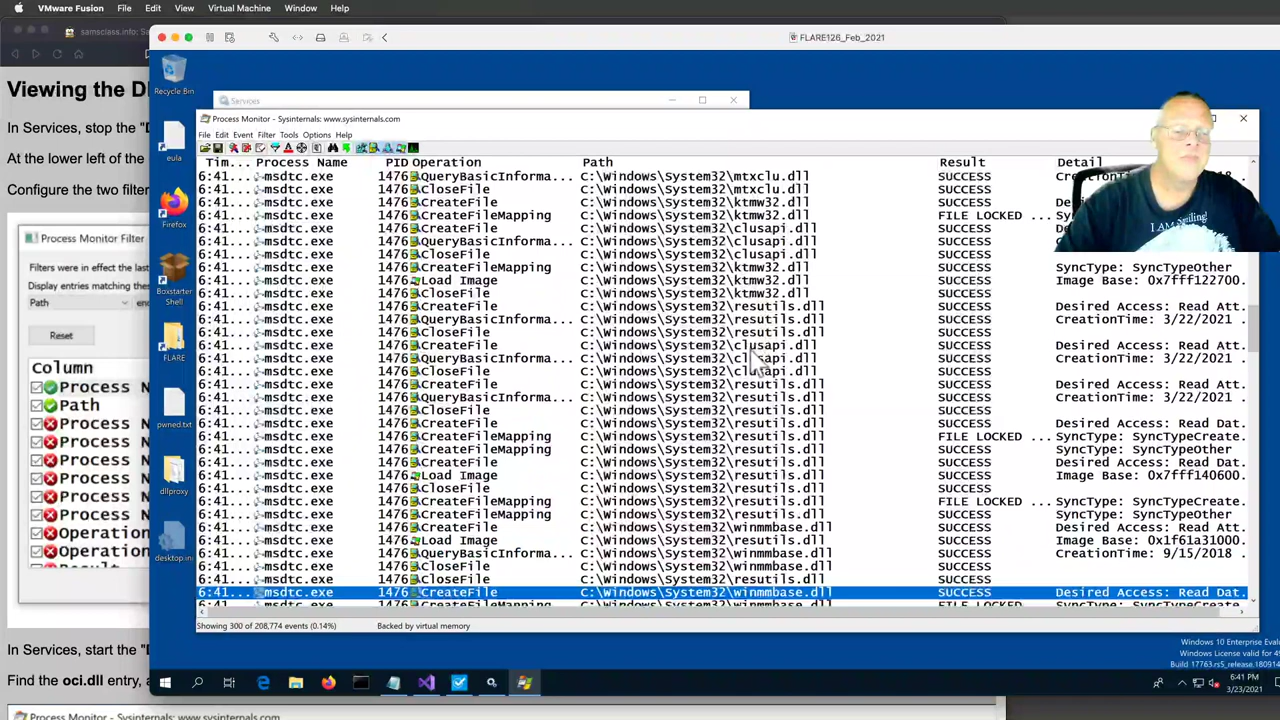 VMware Fusion File Edit View Virtual Machine Window Help
samsclass.info: Sa
FLARE126_Feb_2021
Viewing the D
In Services, stop the "D
At the lower left of the
Configure the two filter
Process Monitor Filter
Filters were in effect the last
Display entries matching these
Path
Reset
Column
Process N
Path
Process N
Process N
Process N
Process N
Process N
Process N
Operation
Operation
In Services, start the "D
Find the oci.dll entry, a
Process Monitor - Sysinternals: www.sysinternals.com
Recycle Bin
eula
Firefox
Boxstarter
Shell
FLARE
pwned.txt
dllproxy
desktop.ini
Services
Process Monitor - Sysinternals: www.sysinternals.com
File Edit Event Filter Tools Options Help
Tim... Process Name PID Operation Path Result Detail
6:41... msdtc.exe 1476 QueryBasicInforma... C:\Windows\System32\mtxclu.dll SUCCESS
6:41... msdtc.exe 1476 CloseFile C:\Windows\System32\mtxclu.dll SUCCESS
6:41... msdtc.exe 1476 CreateFile C:\Windows\System32\ktmw32.dll SUCCESS
6:41... msdtc.exe 1476 CreateFileMapping C:\Windows\System32\ktmw32.dll FILE LOCKED ...
6:41... msdtc.exe 1476 CreateFile C:\Windows\System32\clusapi.dll SUCCESS
6:41... msdtc.exe 1476 QueryBasicInforma... C:\Windows\System32\clusapi.dll SUCCESS
6:41... msdtc.exe 1476 CloseFile C:\Windows\System32\clusapi.dll SUCCESS
6:41... msdtc.exe 1476 CreateFileMapping C:\Windows\System32\ktmw32.dll SUCCESS SyncType: SyncTypeOther
6:41... msdtc.exe 1476 Load Image C:\Windows\System32\ktmw32.dll SUCCESS Image Base: 0x7fff122700...
6:41... msdtc.exe 1476 CloseFile C:\Windows\System32\ktmw32.dll SUCCESS
6:41... msdtc.exe 1476 CreateFile C:\Windows\System32\resutils.dll SUCCESS Desired Access: Read Att...
6:41... msdtc.exe 1476 QueryBasicInforma... C:\Windows\System32\resutils.dll SUCCESS CreationTime: 3/22/2021 ...
6:41... msdtc.exe 1476 CloseFile C:\Windows\System32\resutils.dll SUCCESS
6:41... msdtc.exe 1476 CreateFile C:\Windows\System32\clusapi.dll SUCCESS Desired Access: Read Att...
6:41... msdtc.exe 1476 QueryBasicInforma... C:\Windows\System32\clusapi.dll SUCCESS CreationTime: 3/22/2021 ...
6:41... msdtc.exe 1476 CloseFile C:\Windows\System32\clusapi.dll SUCCESS
6:41... msdtc.exe 1476 CreateFile C:\Windows\System32\resutils.dll SUCCESS Desired Access: Read Att...
6:41... msdtc.exe 1476 QueryBasicInforma... C:\Windows\System32\resutils.dll SUCCESS CreationTime: 3/22/2021 ...
6:41... msdtc.exe 1476 CloseFile C:\Windows\System32\resutils.dll SUCCESS
6:41... msdtc.exe 1476 CreateFile C:\Windows\System32\resutils.dll SUCCESS Desired Access: Read Dat...
6:41... msdtc.exe 1476 CreateFileMapping C:\Windows\System32\resutils.dll FILE LOCKED ... SyncType: SyncTypeCreate...
6:41... msdtc.exe 1476 CreateFileMapping C:\Windows\System32\resutils.dll SUCCESS SyncType: SyncTypeOther
6:41... msdtc.exe 1476 CreateFile C:\Windows\System32\resutils.dll SUCCESS Desired Access: Read Dat...
6:41... msdtc.exe 1476 Load Image C:\Windows\System32\resutils.dll SUCCESS Image Base: 0x7fff140600...
6:41... msdtc.exe 1476 CloseFile C:\Windows\System32\resutils.dll SUCCESS
6:41... msdtc.exe 1476 CreateFileMapping C:\Windows\System32\resutils.dll FILE LOCKED ... SyncType: SyncTypeCreate...
6:41... msdtc.exe 1476 CreateFileMapping C:\Windows\System32\resutils.dll SUCCESS SyncType: SyncTypeOther
6:41... msdtc.exe 1476 CreateFile C:\Windows\System32\winmmbase.dll SUCCESS Desired Access: Read Att...
6:41... msdtc.exe 1476 Load Image C:\Windows\System32\resutils.dll SUCCESS Image Base: 0x1f61a31000...
6:41... msdtc.exe 1476 QueryBasicInforma... C:\Windows\System32\winmmbase.dll SUCCESS CreationTime: 9/15/2018 ...
6:41... msdtc.exe 1476 CloseFile C:\Windows\System32\winmmbase.dll SUCCESS
6:41... msdtc.exe 1476 CloseFile C:\Windows\System32\resutils.dll SUCCESS
6:41... msdtc.exe 1476 CreateFile C:\Windows\System32\winmmbase.dll SUCCESS Desired Access: Read Dat...
Showing 300 of 208,774 events (0.14%) Backed by virtual memory
I AM Smiling!
Windows 10 Enterprise Eval
Windows License valid for 4
Build 17763.rs5_release.180914
6:41 PM
3/23/2021